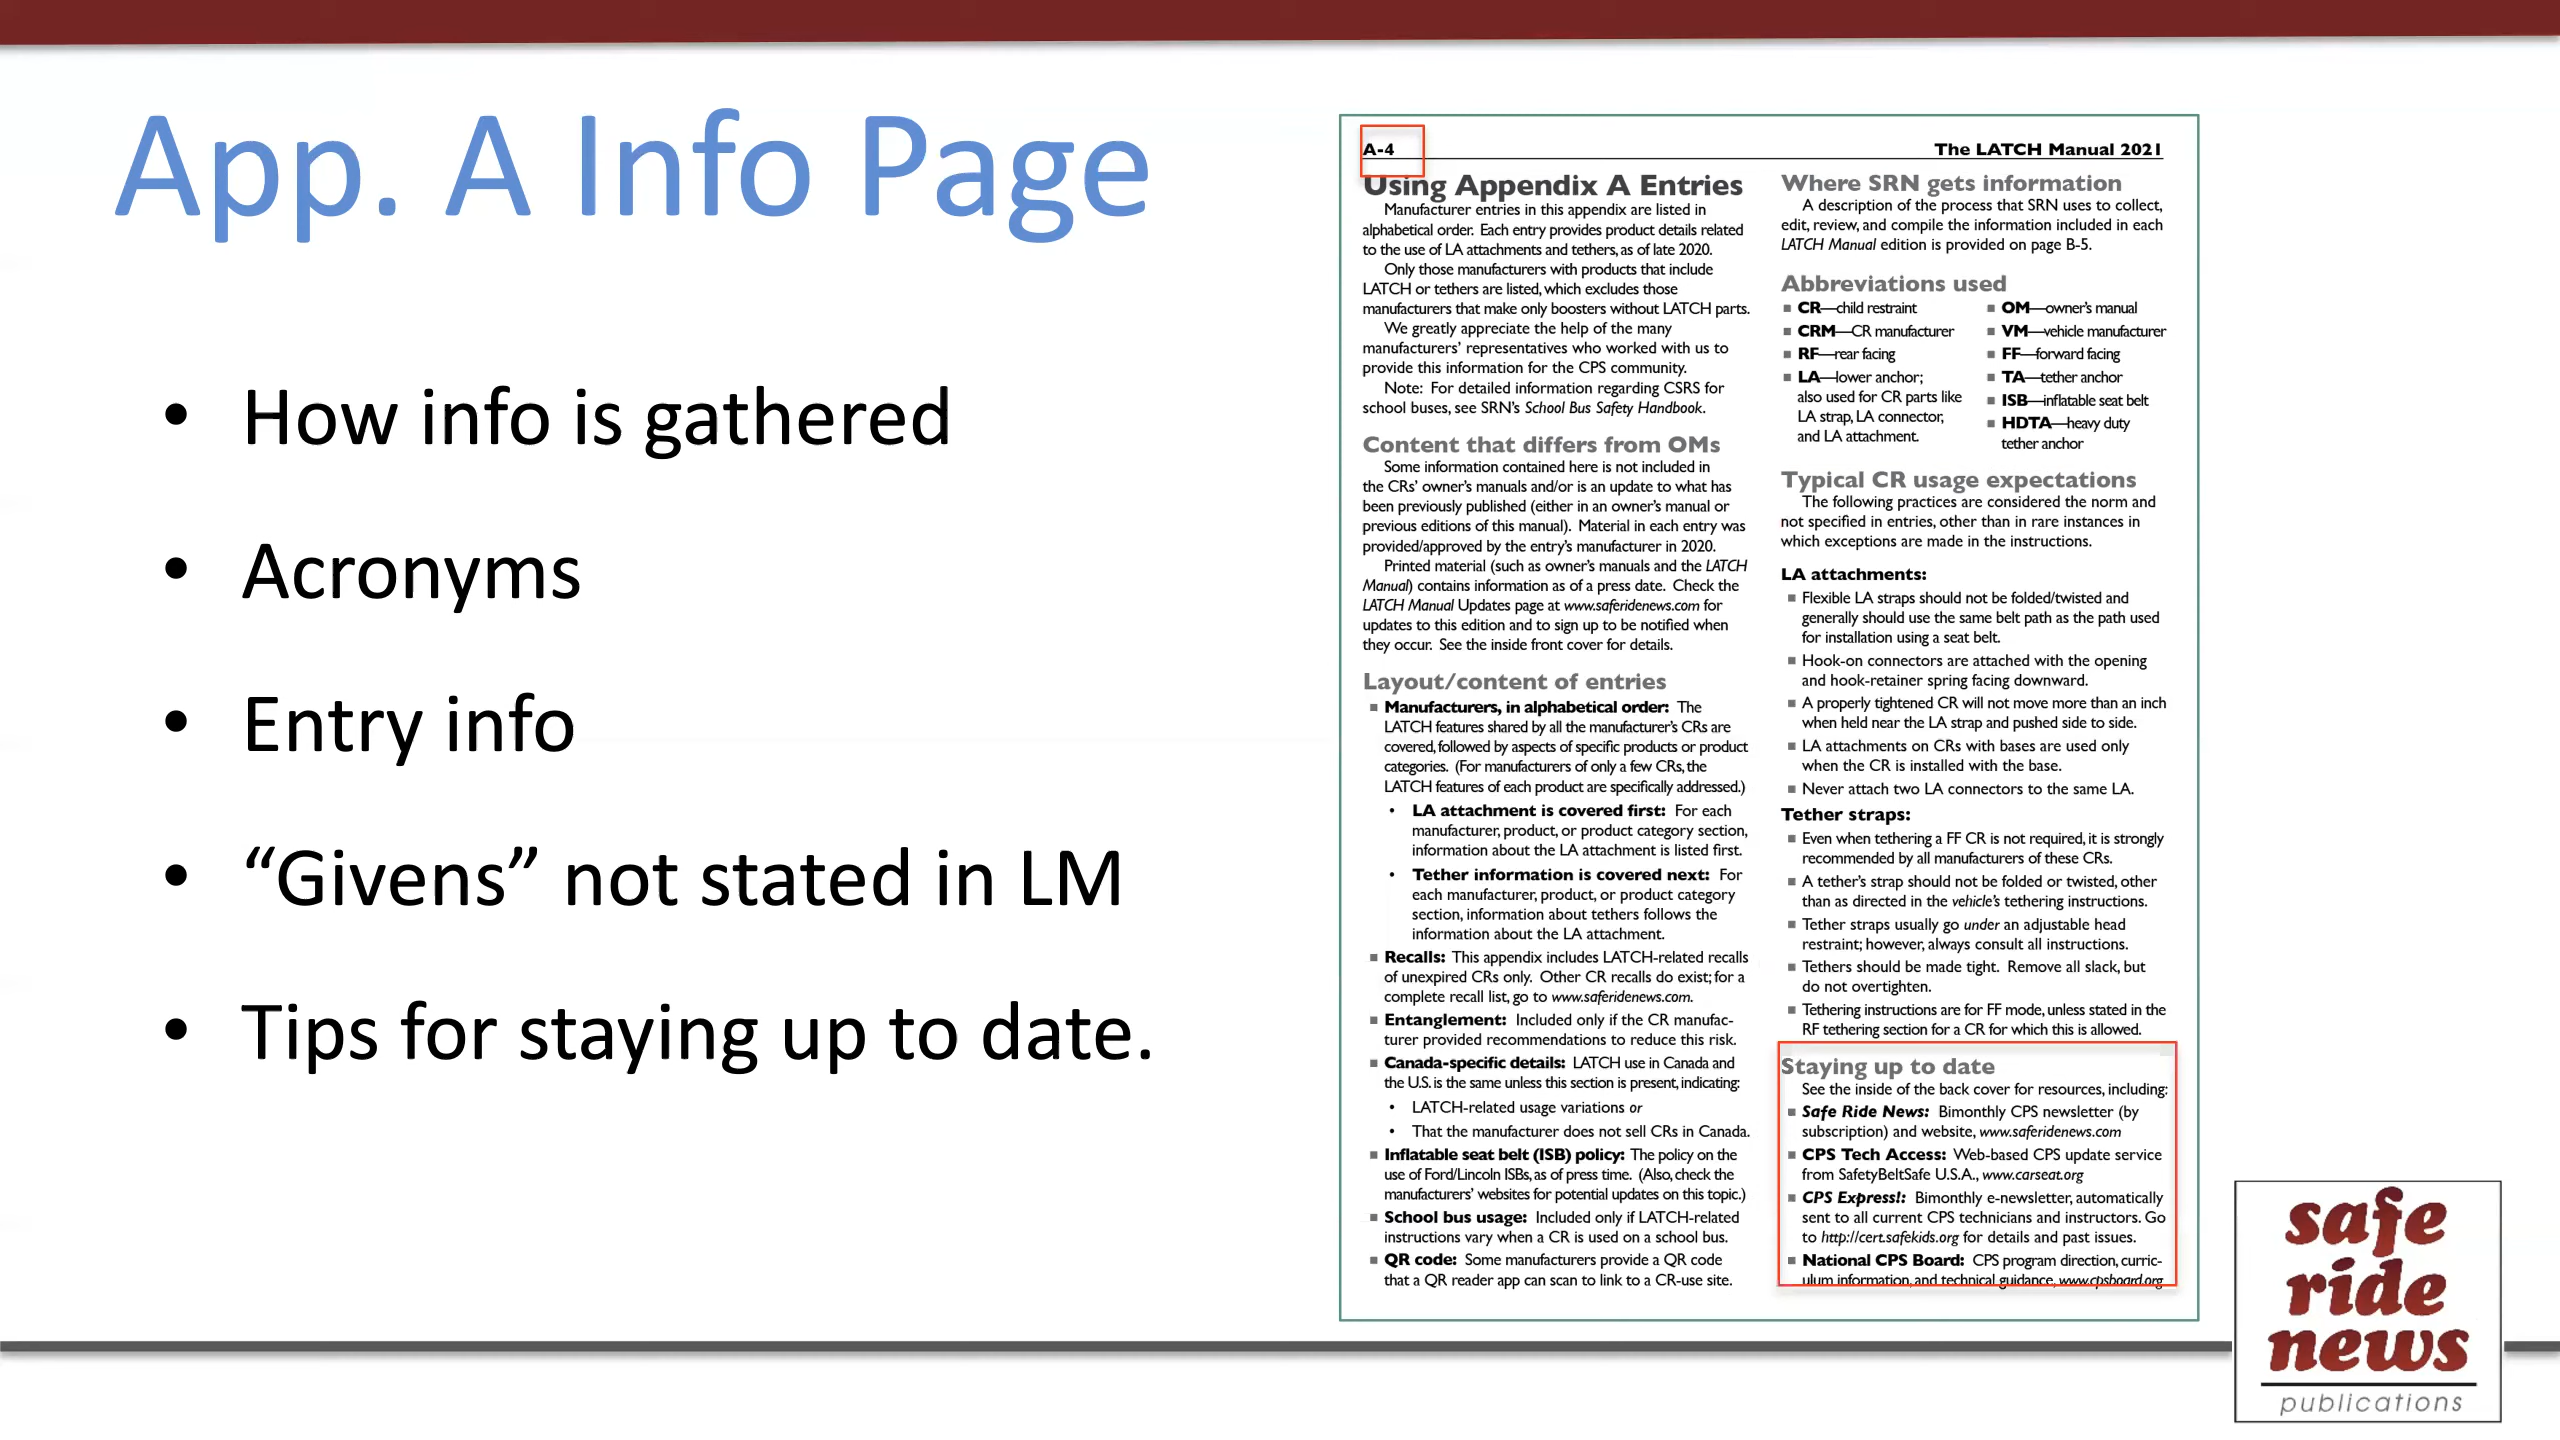 App. A Info Page
• How info is gathered
• Acronyms
• Entry info
• “Givens” not stated in LM
• Tips for staying up to date.
A-4
The LATCH Manual 2021
Using Appendix A Entries
Manufacturer entries in this appendix are listed in
alphabetical order. Each entry provides product details related
to the use of LA attachments and tethers, as of late 2020.
Only those manufacturers with products that include
LATCH or tethers are listed, which excludes those
manufacturers that make only boosters without LATCH parts.
We greatly appreciate the help of the many
manufacturers’ representatives who worked with us to
provide this information for the CPS community.
Note: For detailed information regarding CSRS for
school buses, see SRN’s School Bus Safety Handbook.
Content that differs from OMs
Some information contained here is not included in
the CRs’ owner’s manuals and/or is an update to what has
been previously published (either in an owner’s manual or
previous editions of this manual). Material in each entry was
provided/approved by the entry’s manufacturer in 2020.
Printed material (such as owner’s manuals and the LATCH
Manual) contains information as of a press date. Check the
LATCH Manual Updates page at www.saferidenews.com for
updates to this edition and to sign up to be notified when
they occur. See the inside front cover for details.
Layout/content of entries
■ Manufacturers, in alphabetical order: The
LATCH features shared by all the manufacturer’s CRs are
covered, followed by aspects of specific products or product
categories. (For manufacturers of only a few CRs, the
LATCH features of each product are specifically addressed.)
• LA attachment is covered first: For each
manufacturer, product, or product category section,
information about the LA attachment is listed first.
• Tether information is covered next: For
each manufacturer, product, or product category
section, information about tethers follows the
information about the LA attachment.
■ Recalls: This appendix includes LATCH-related recalls
of unexpired CRs only. Other CR recalls do exist; for a
complete recall list, go to www.saferidenews.com.
■ Entanglement: Included only if the CR manufac-
turer provided recommendations to reduce this risk.
■ Canada-specific details: LATCH use in Canada and
the U.S. is the same unless this section is present, indicating:
• LATCH-related usage variations or
• That the manufacturer does not sell CRs in Canada.
■ Inflatable seat belt (ISB) policy: The policy on the
use of Ford/Lincoln ISBs, as of press time. (Also, check the
manufacturers’ websites for potential updates on this topic.)
■ School bus usage: Included only if LATCH-related
instructions vary when a CR is used on a school bus.
■ QR code: Some manufacturers provide a QR code
that a QR reader app can scan to link to a CR-use site.
Where SRN gets information
A description of the process that SRN uses to collect,
edit, review, and compile the information included in each
LATCH Manual edition is provided on page B-5.
Abbreviations used
■ CR—child restraint
■ CRM—CR manufacturer
■ RF—rear facing
■ LA—lower anchor;
also used for CR parts like
LA strap, LA connector,
and LA attachment.
■ OM—owner’s manual
■ VM—vehicle manufacturer
■ FF—forward facing
■ TA—tether anchor
■ ISB—inflatable seat belt
■ HDTA—heavy duty
tether anchor
Typical CR usage expectations
The following practices are considered the norm and
not specified in entries, other than in rare instances in
which exceptions are made in the instructions.
LA attachments:
■ Flexible LA straps should not be folded/twisted and
generally should use the same belt path as the path used
for installation using a seat belt.
■ Hook-on connectors are attached with the opening
and hook-retainer spring facing downward.
■ A properly tightened CR will not move more than an inch
when held near the LA strap and pushed side to side.
■ LA attachments on CRs with bases are used only
when the CR is installed with the base.
■ Never attach two LA connectors to the same LA.
Tether straps:
■ Even when tethering a FF CR is not required, it is strongly
recommended by all manufacturers of these CRs.
■ A tether’s strap should not be folded or twisted, other
than as directed in the vehicle’s tethering instructions.
■ Tether straps usually go under an adjustable head
restraint; however, always consult all instructions.
■ Tethers should be made tight. Remove all slack, but
do not overtighten.
■ Tethering instructions are for FF mode, unless stated in the
RF tethering section for a CR for which this is allowed.
Staying up to date
See the inside of the back cover for resources, including:
■ Safe Ride News: Bimonthly CPS newsletter (by
subscription) and website, www.saferidenews.com
■ CPS Tech Access: Web-based CPS update service
from SafetyBeltSafe U.S.A., www.carseat.org
■ CPS Express!: Bimonthly e-newsletter, automatically
sent to all current CPS technicians and instructors. Go
to http://cert.safekids.org for details and past issues.
■ National CPS Board: CPS program direction, curric-
ulum information, and technical guidance, www.cpsboard.org
safe
ride
news
publications